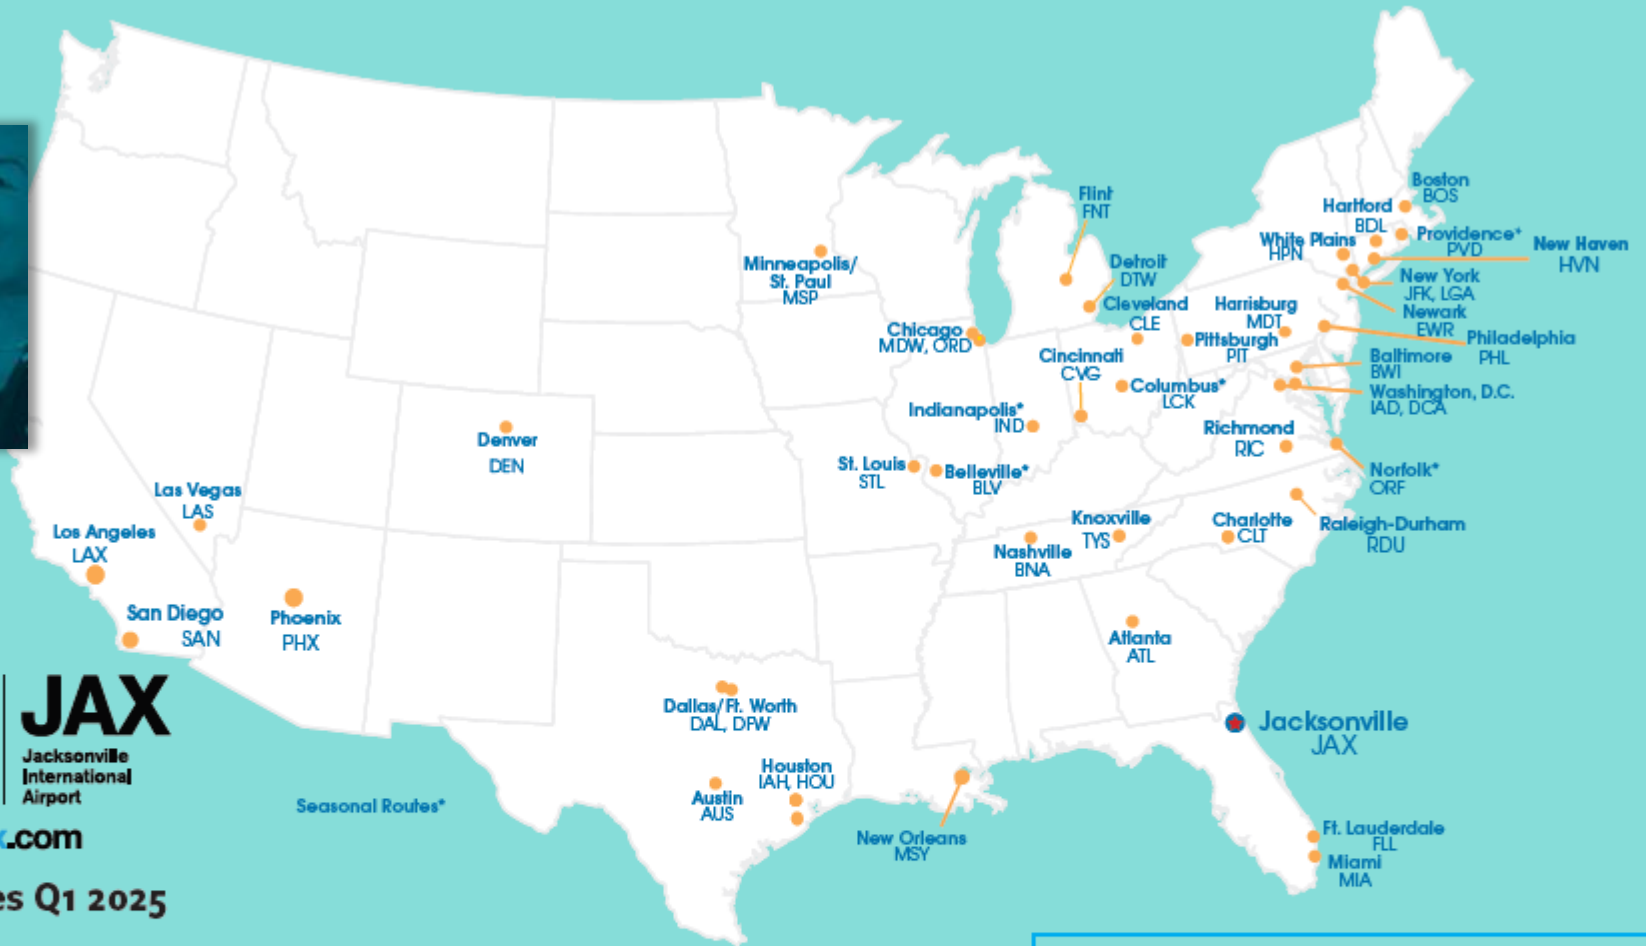 Flint
FNT
Boston
BOS
Hartford
BDL
Providence*
PVD
White Plains
HPN
New Haven
HVN
Minneapolis/
St. Paul
MSP
Detroit
DTW
New York
JFK, LGA
Cleveland
CLE
Harrisburg
MDT
Newark
EWR
Chicago
MDW, ORD
Pittsburgh
PIT
Philadelphia
PHL
Cincinnati
CVG
Baltimore
BWI
Columbus*
LCK
Washington, D.C.
IAD, DCA
Indianapolis*
IND
Richmond
RIC
Denver
DEN
St. Louis
STL
Belleville*
BLV
Norfolk*
ORF
Las Vegas
LAS
Knoxville
TYS
Charlotte
CLT
Raleigh-Durham
RDU
Los Angeles
LAX
Nashville
BNA
San Diego
SAN
Phoenix
PHX
Atlanta
ATL
Dallas/Ft. Worth
DAL, DFW
Jacksonville
JAX
Houston
IAH, HOU
Austin
AUS
New Orleans
MSY
Ft. Lauderdale
FLL
Miami
MIA
Seasonal Routes*
JAX
Jacksonville
International
Airport
.com
es Q1 2025